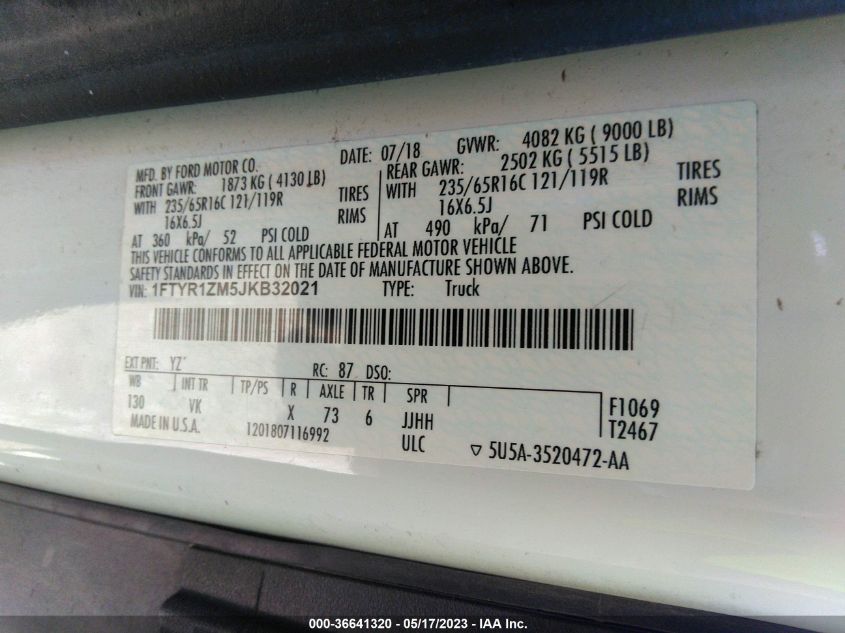 MFD. BY FORD MOTOR CO. DATE: 07/18 GVWR: 4082 KG ( 9000 LB)
FRONT GAWR: 1873 KG ( 4130 LB) REAR GAWR: 2502 KG ( 5515 LB)
WITH 235/65R16C 121/119R TIRES WITH 235/65R16C 121/119R TIRES
16X6.5J RIMS 16X6.5J RIMS
AT 360 kPa/ 52 PSI COLD AT 490 kPa/ 71 PSI COLD
THIS VEHICLE CONFORMS TO ALL APPLICABLE FEDERAL MOTOR VEHICLE
SAFETY STANDARDS IN EFFECT ON THE DATE OF MANUFACTURE SHOWN ABOVE.
VIN: 1FTYR1ZM5JKB32021 TYPE: Truck
EXT PNT: YZ RC: 87 DSO:
WB INT TR TP/PS R AXLE TR SPR
130 VK X 73 6 JJHH F1069
MADE IN U.S.A. 1201807116992 ULC T2467
5U5A-3520472-AA
000-36641320 - 05/17/2023 - IAA Inc.